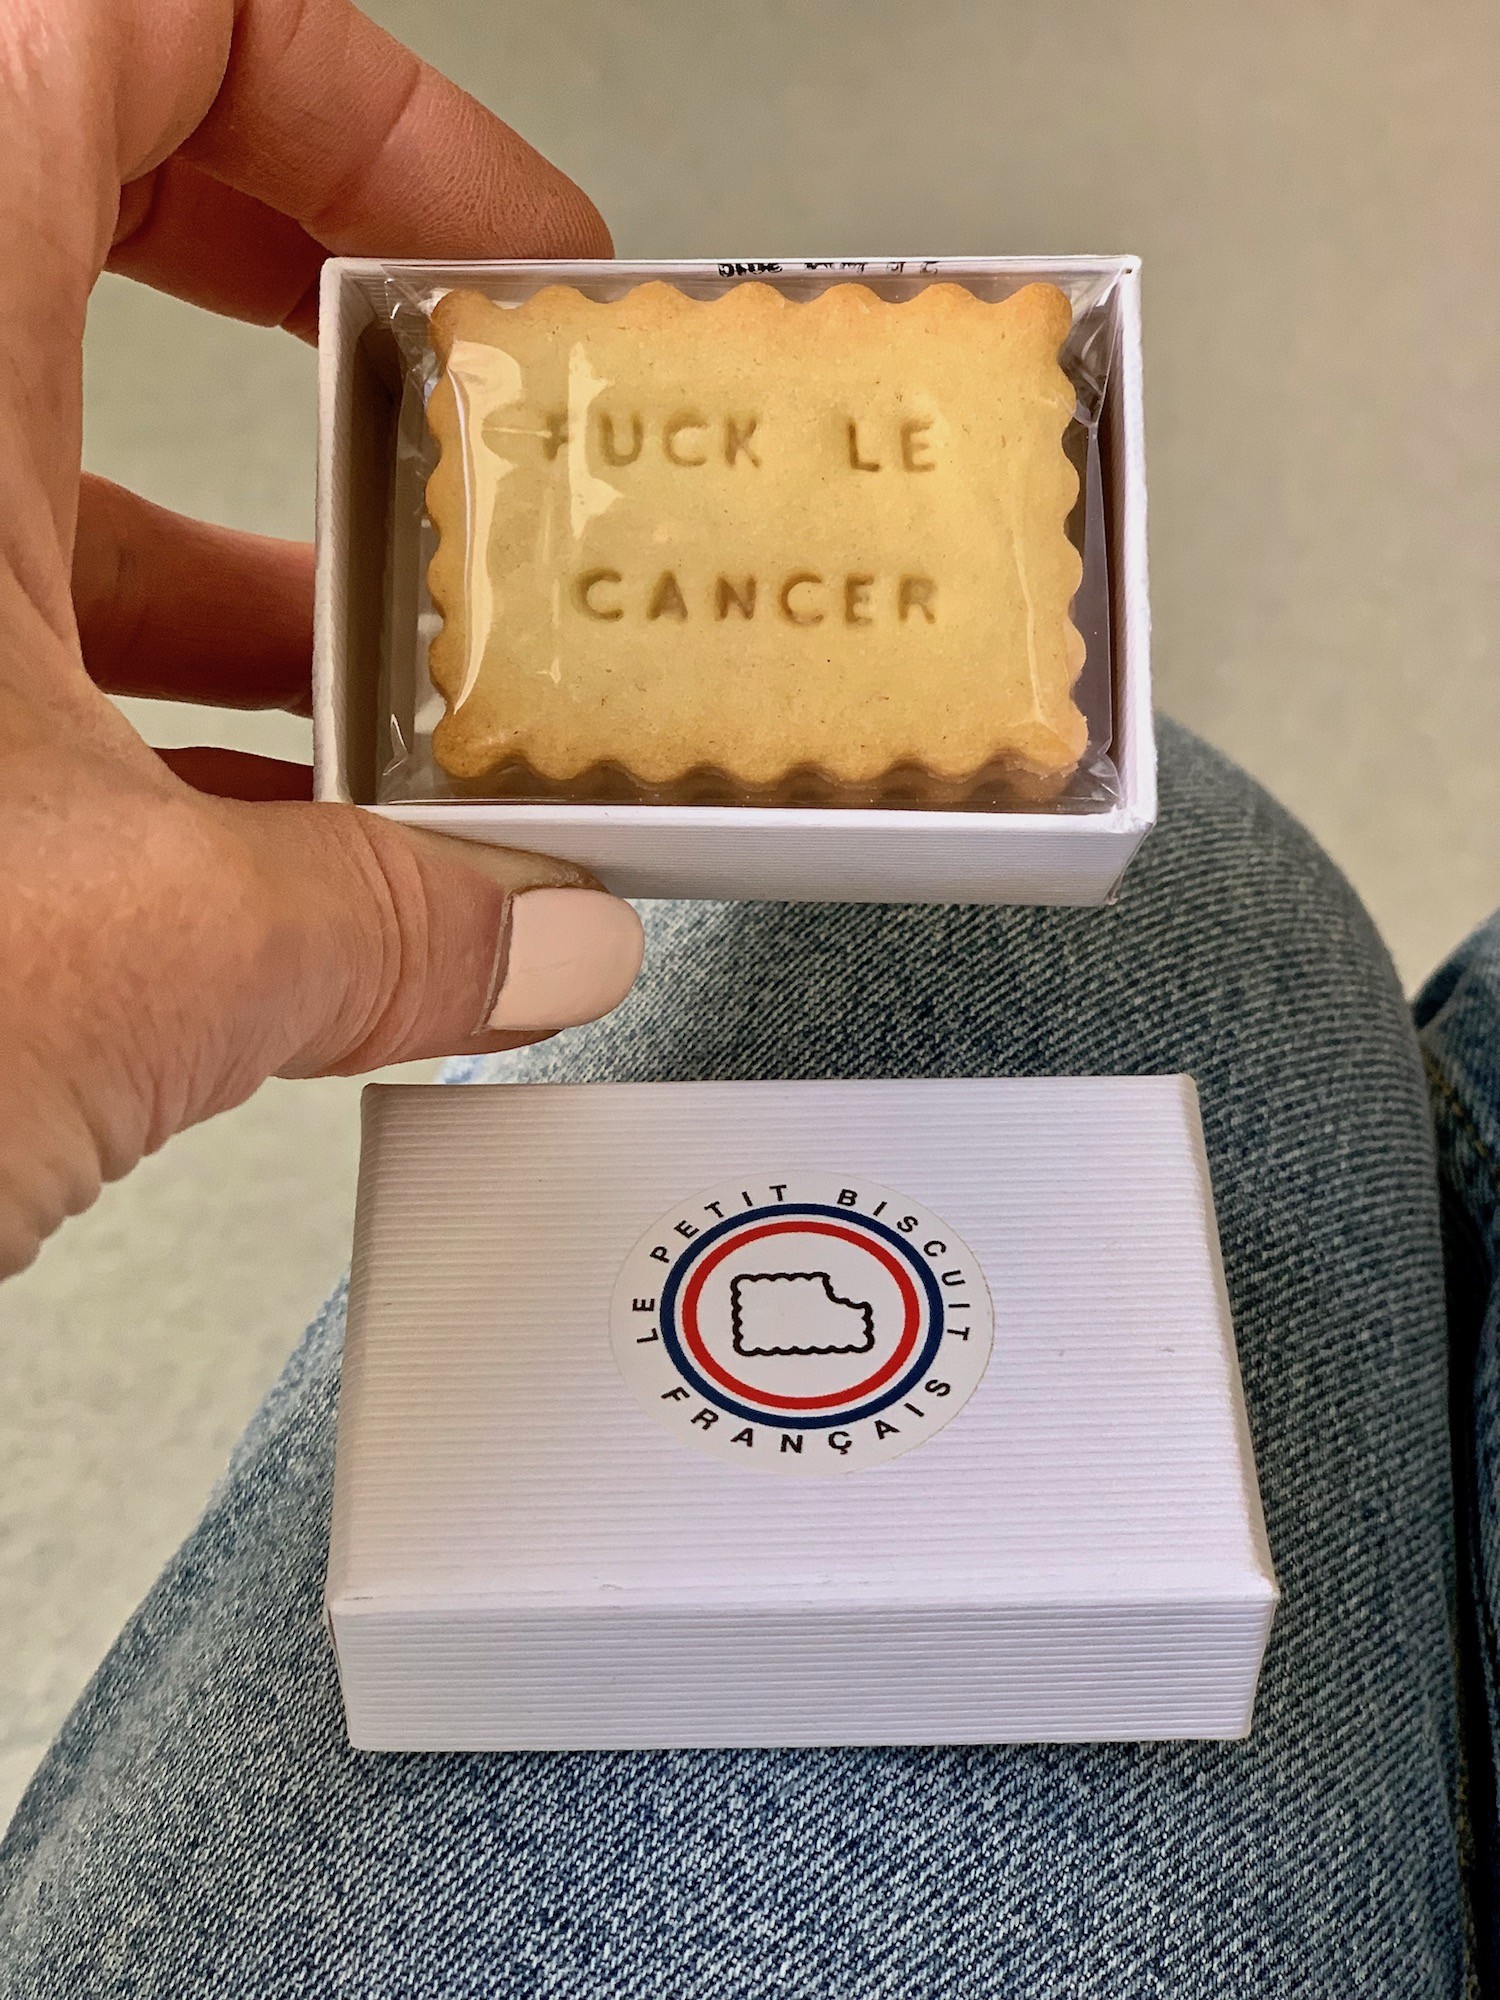 FUCK LE
CANCER
LE PETIT BISCUIT
FRANÇAIS